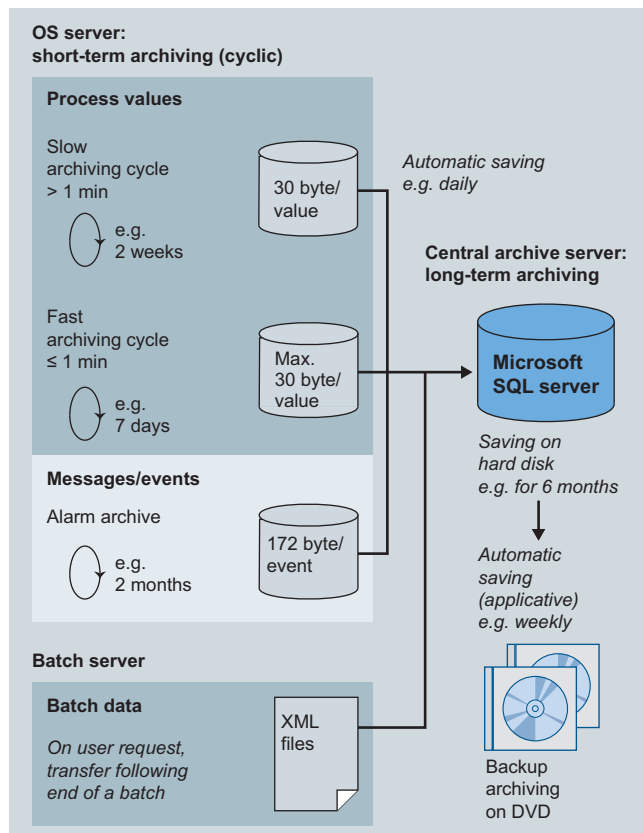 OS server:
short-term archiving (cyclic)
Process values
Slow
archiving cycle
> 1 min
e.g.
2 weeks
30 byte/
value
Automatic saving
e.g. daily
Fast
archiving cycle
≤ 1 min
e.g.
7 days
Max.
30 byte/
value
Central archive server:
long-term archiving
Microsoft
SQL server
Saving on
hard disk
e.g. for 6 months
Messages/events
Alarm archive
e.g.
2 months
172 byte/
event
Automatic
saving
(applicative)
e.g. weekly
Batch server
Batch data
On user request,
transfer following
end of a batch
XML
files
Backup
archiving
on DVD